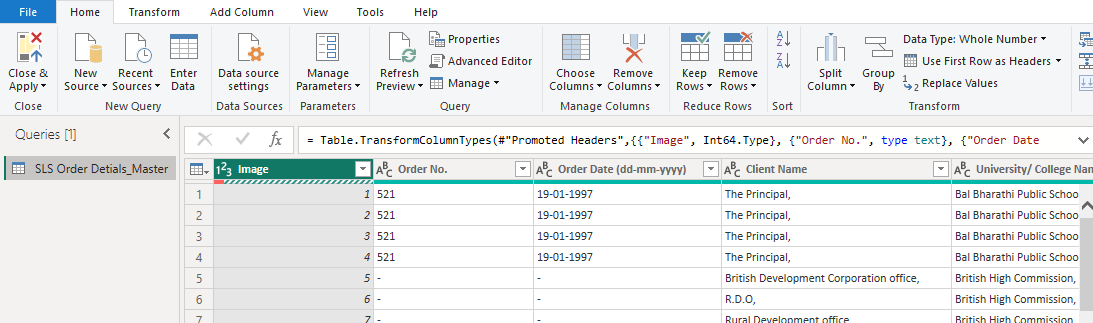 File Home Transform Add Column View Tools Help
Close & Apply New Source Recent Sources Enter Data Data source settings Manage Parameters Refresh Preview Properties Advanced Editor Manage Choose Columns Remove Columns Keep Rows Remove Rows Split Column Group By Data Type: Whole Number Use First Row as Headers Replace Values
Close New Query Data Sources Parameters Query Manage Columns Reduce Rows Sort Transform
Queries [1]
= Table.TransformColumnTypes(#"Promoted Headers",{{"Image", Int64.Type}, {"Order No.", type text}, {"Order Date
SLS Order Detials_Master
Image Order No. Order Date (dd-mm-yyyy) Client Name University/ College Nan
1 1 521 19-01-1997 The Principal, Bal Bharathi Public Schoo
2 2 521 19-01-1997 The Principal, Bal Bharathi Public Schoo
3 3 521 19-01-1997 The Principal, Bal Bharathi Public Schoo
4 4 521 19-01-1997 The Principal, Bal Bharathi Public Schoo
5 5 - - British Development Corporation office, British High Commission,
6 6 - - R.D.O, British High Commission,
7 7 - - Rural Development office British High Commission,